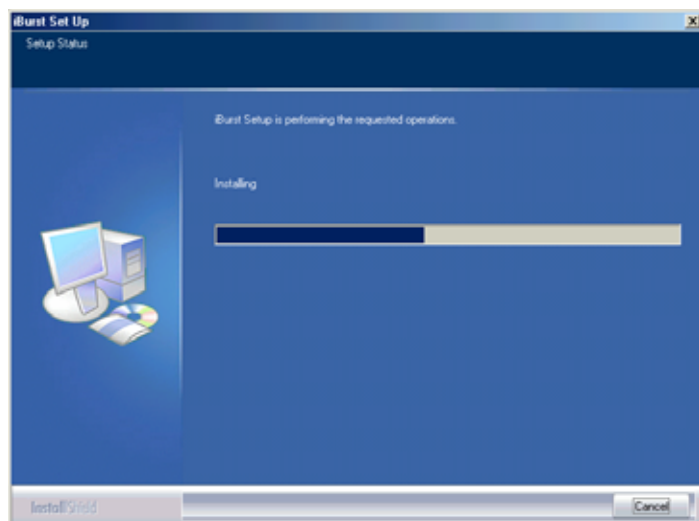 iBurst Set Up
Setup Status
iBurst Setup is performing the requested operations.
Installing
InstallShield
Cancel